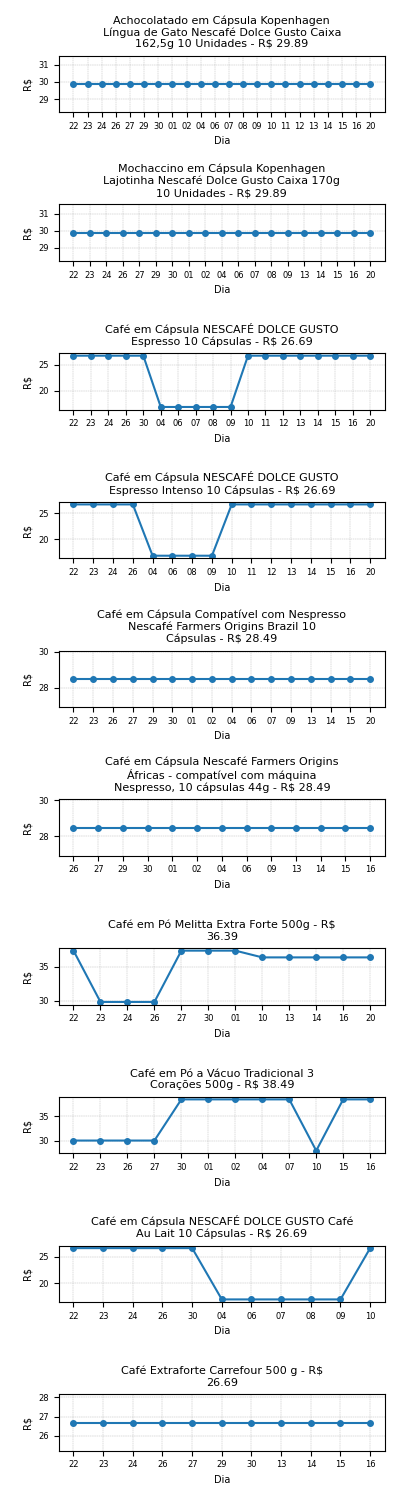 Achocolatado em Cápsula Kopenhagen
Língua de Gato Nescafé Dolce Gusto Caixa
162,5g 10 Unidades - R$ 29.89
31
30
29
R$
22 23 24 26 27 29 30 01 02 04 06 07 08 09 10 11 12 13 14 15 16 20
Dia
Mochaccino em Cápsula Kopenhagen
Lajotinha Nescafé Dolce Gusto Caixa 170g
10 Unidades - R$ 29.89
31
30
29
R$
22 23 24 26 27 29 30 01 02 04 06 07 08 09 13 14 15 16 20
Dia
Café em Cápsula NESCAFÉ DOLCE GUSTO
Espresso 10 Cápsulas - R$ 26.69
25
20
R$
22 23 24 26 30 04 06 07 08 09 10 11 12 13 14 15 16 20
Dia
Café em Cápsula NESCAFÉ DOLCE GUSTO
Espresso Intenso 10 Cápsulas - R$ 26.69
25
20
R$
22 23 24 26 04 06 08 09 10 11 12 13 14 15 16 20
Dia
Café em Cápsula Compatível com Nespresso
Nescafé Farmers Origins Brazil 10
Cápsulas - R$ 28.49
30
28
R$
22 23 26 27 29 30 01 02 04 06 07 09 13 14 15 20
Dia
Café em Cápsula Nescafé Farmers Origins
Áfricas - compatível com máquina
Nespresso, 10 cápsulas 44g - R$ 28.49
30
28
R$
26 27 29 30 01 02 04 06 09 13 14 15 16
Dia
Café em Pó Melitta Extra Forte 500g - R$
36.39
35
30
R$
22 23 24 26 27 30 01 10 13 14 16 20
Dia
Café em Pó a Vácuo Tradicional 3
Corações 500g - R$ 38.49
35
30
R$
22 23 26 27 30 01 02 04 07 10 15 16
Dia
Café em Cápsula NESCAFÉ DOLCE GUSTO Café
Au Lait 10 Cápsulas - R$ 26.69
25
20
R$
22 23 24 26 30 04 06 07 08 09 10
Dia
Café Extraforte Carrefour 500 g - R$
26.69
28
27
26
R$
22 23 24 26 27 29 30 13 14 15 16
Dia